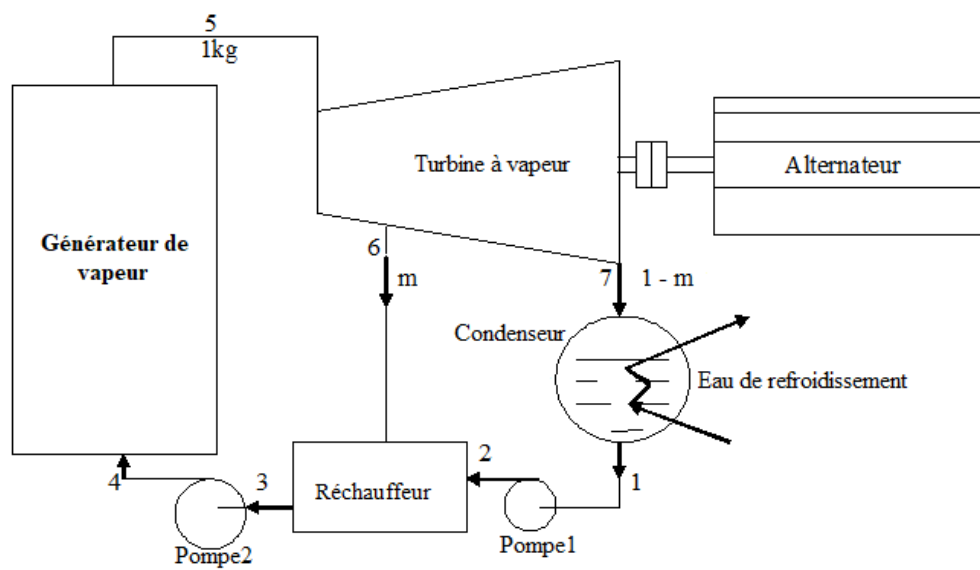 5
1kg
Turbine à vapeur
Alternateur
Générateur de
vapeur
6
m
7
1 - m
Condenseur
Eau de refroidissement
4
3
Réchauffeur
2
1
Pompe1
Pompe2